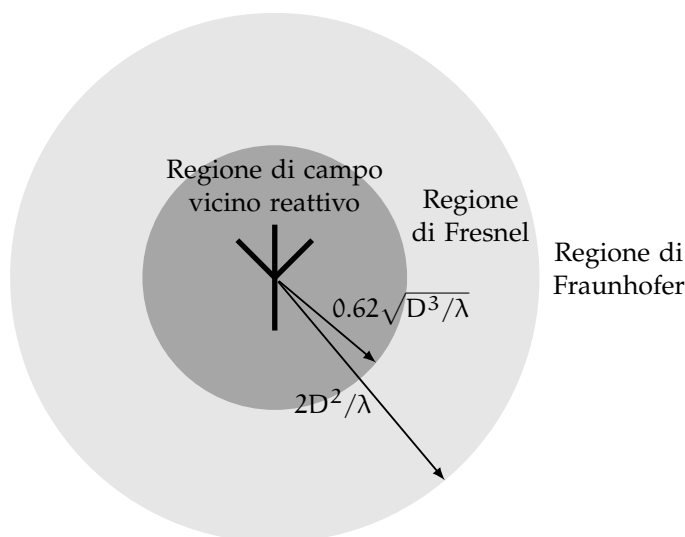 Regione di campo
vicino reattivo
Regione
di Fresnel
Regione di
Fraunhofer
0.62√D³/λ
2D²/λ